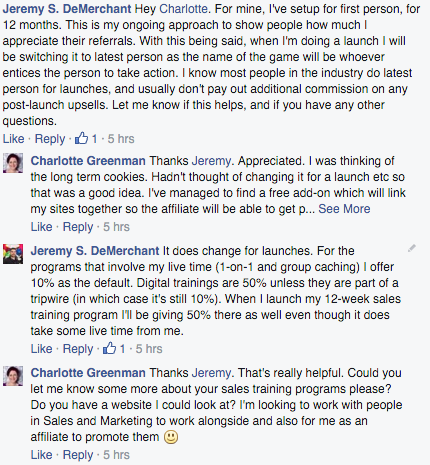 Jeremy S. DeMerchant Hey Charlotte. For mine, I've setup for first person, for
12 months. This is my ongoing approach to show people how much I
appreciate their referrals. With this being said, when I'm doing a launch I will
be switching it to latest person as the name of the game will be whoever
entices the person to take action. I know most people in the industry do latest
person for launches, and usually don't pay out additional commission on any
post-launch upsells. Let me know if this helps, and if you have any other
questions.
Like · Reply · 1 · 5 hrs
Charlotte Greenman Thanks Jeremy. Appreciated. I was thinking of
the long term cookies. Hadn't thought of changing it for a launch etc so
that was a good idea. I've managed to find a free add-on which will link
my sites together so the affiliate will be able to get p... See More
Like · Reply · 5 hrs
Jeremy S. DeMerchant It does change for launches. For the
programs that involve my live time (1-on-1 and group caching) I offer
10% as the default. Digital trainings are 50% unless they are part of a
tripwire (in which case it's still 10%). When I launch my 12-week sales
training program I'll be giving 50% there as well even though it does
take some live time from me.
Like · Reply · 1 · 5 hrs
Charlotte Greenman Thanks Jeremy. That's really helpful. Could you
let me know some more about your sales training programs please?
Do you have a website I could look at? I'm looking to work with people
in Sales and Marketing to work alongside and also for me as an
affiliate to promote them
Like · Reply · 5 hrs